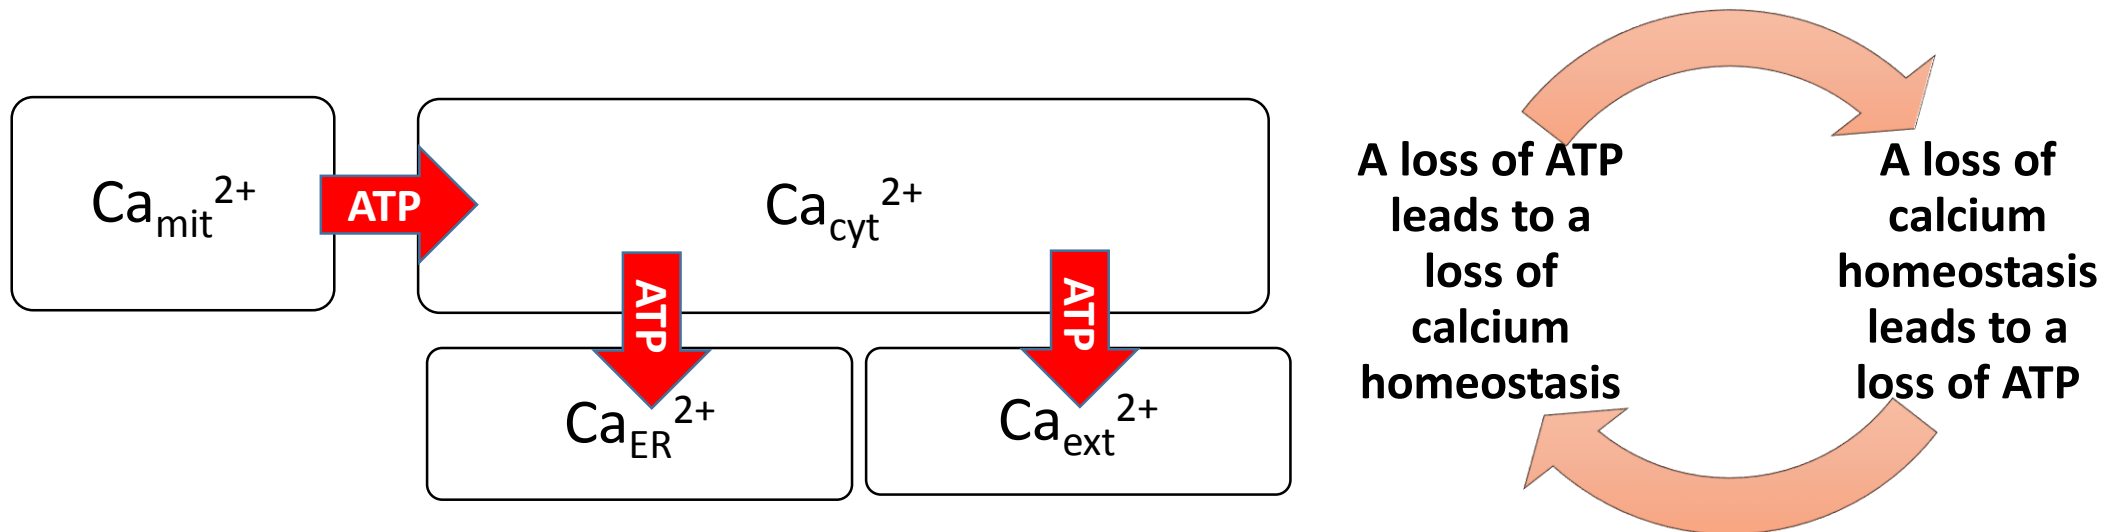 Ca_mit^2+
ATP
Ca_cyt^2+
ATP
ATP
Ca_ER^2+
Ca_ext^2+
A loss of ATP
leads to a
loss of
calcium
homeostasis
A loss of
calcium
homeostasis
leads to a
loss of ATP